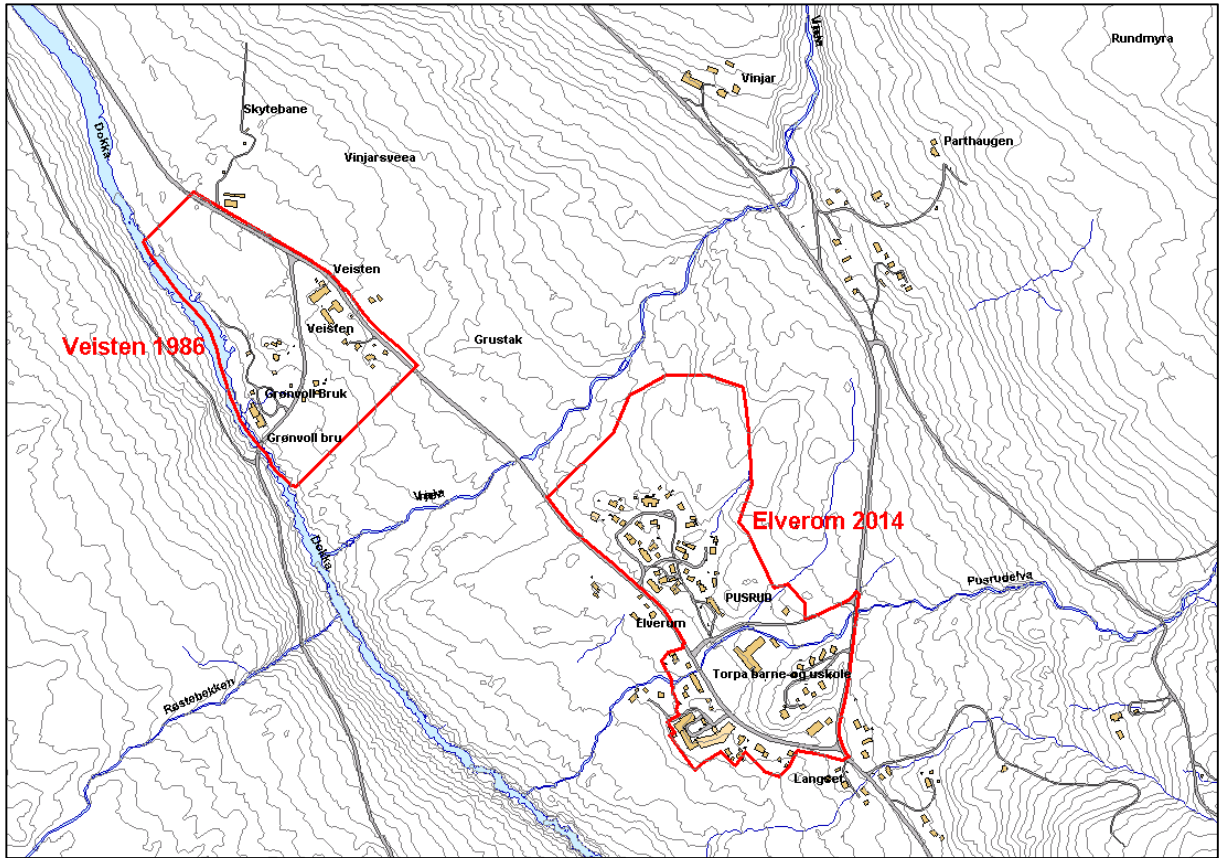 Rundmyra
Vinjar
Skytebane
Dokka
Parthaugen
Vinjarsveea
Veisten
Veisten
Grustak
Veisten 1986
Grønvoll Bruk
Grønvoll bru
Elverom 2014
Dokka
Pusrudelva
PUSRUD
Elverum
Torpa barne-og uskole
Røstebekken
Langset